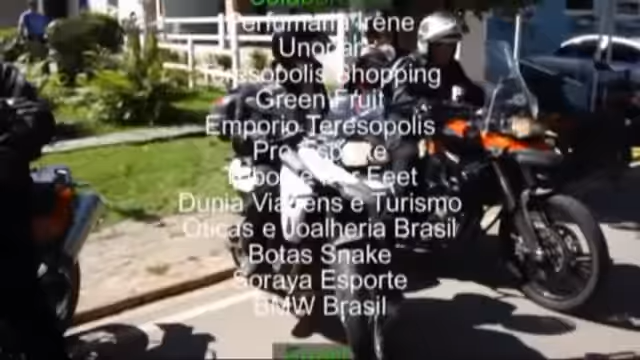 Perfumaria Irene
Teresopolis Shopping
Green Fruit
Emporio Teresopolis
Pro
Feet
Dunia Viagens e Turismo
Oticas e Joalheria Brasil
Botas Snake
Soraya Esporte
BMW Brasil